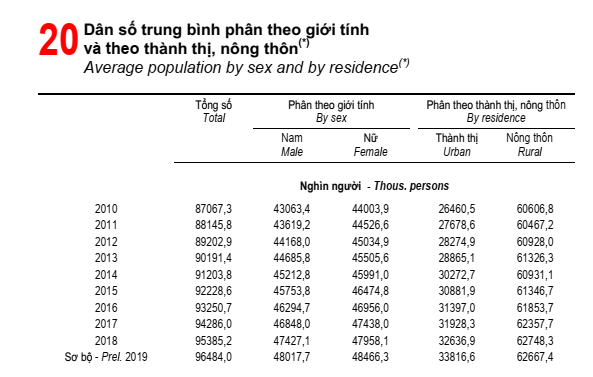 20 Dân số trung bình phân theo giới tính
và theo thành thị, nông thôn(*)
Average population by sex and by residence(*)
Tổng số Phân theo giới tính Phân theo thành thị, nông thôn
Total By sex By residence
Nam Nữ Thành thị Nông thôn
Male Female Urban Rural
Nghìn người - Thous. persons
2010 87067,3 43063,4 44003,9 26460,5 60606,8
2011 88145,8 43619,2 44526,6 27678,6 60467,2
2012 89202,9 44168,0 45034,9 28274,9 60928,0
2013 90191,4 44685,8 45505,6 28865,1 61326,3
2014 91203,8 45212,8 45991,0 30272,7 60931,1
2015 92228,6 45753,8 46474,8 30881,9 61346,7
2016 93250,7 46294,7 46956,0 31397,0 61853,7
2017 94286,0 46848,0 47438,0 31928,3 62357,7
2018 95385,2 47427,1 47958,1 32636,9 62748,3
Sơ bộ - Prel. 2019 96484,0 48017,7 48466,3 33816,6 62667,4